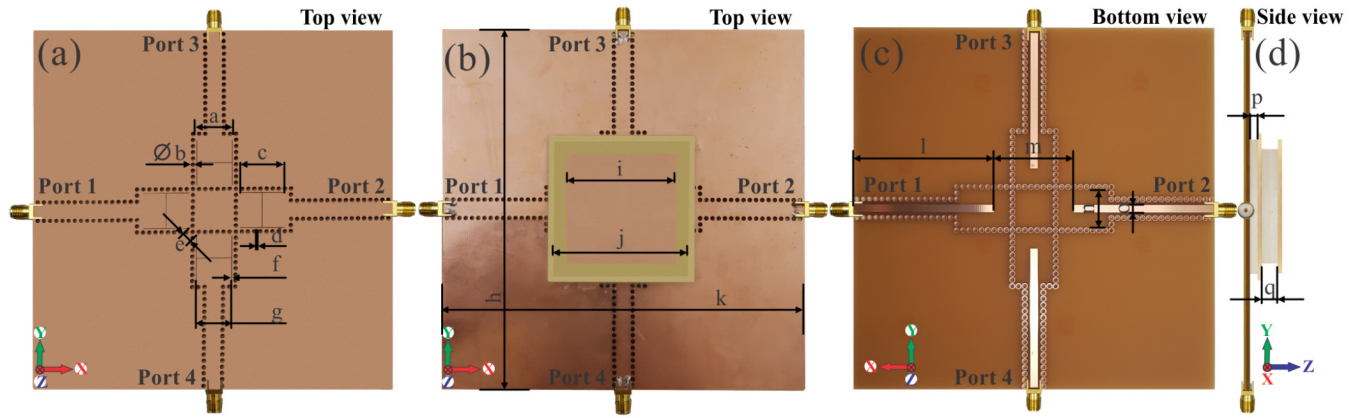 Top view
(a)
Port 3
a
Ø b
c
Port 1
Port 2
e
d
f
g
Port 4
Y
X
Z
Top view
(b)
Port 3
i
Port 1
Port 2
j
h
k
Port 4
Y
X
Z
Bottom view
(c)
Port 3
l
m
Port 1
Port 2
n
o
Port 4
Y
X
Z
Side view
(d)
p
q
Y
Z
X